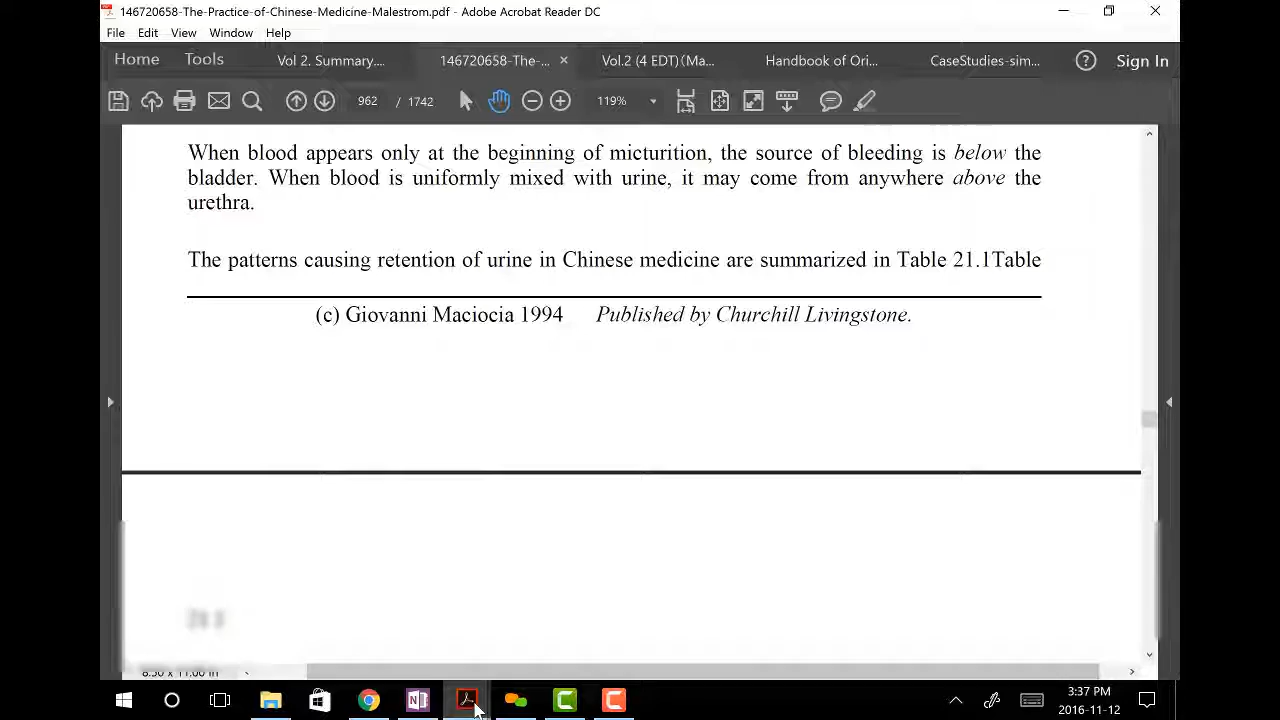 146720658-The-Practice-of-Chinese-Medicine-Malestrom.pdf - Adobe Acrobat Reader DC
File Edit View Window Help
Home Tools Vol 2. Summary.... 146720658-The-... Vol.2 (4 EDT)(Ma... Handbook of Ori... CaseStudies-sim... Sign In
962 / 1742 119%
When blood appears only at the beginning of micturition, the source of bleeding is below the
bladder. When blood is uniformly mixed with urine, it may come from anywhere above the
urethra.
The patterns causing retention of urine in Chinese medicine are summarized in Table 21.1Table
(c) Giovanni Maciocia 1994 Published by Churchill Livingstone.
8.50 x 11.00 in
3:37 PM
2016-11-12